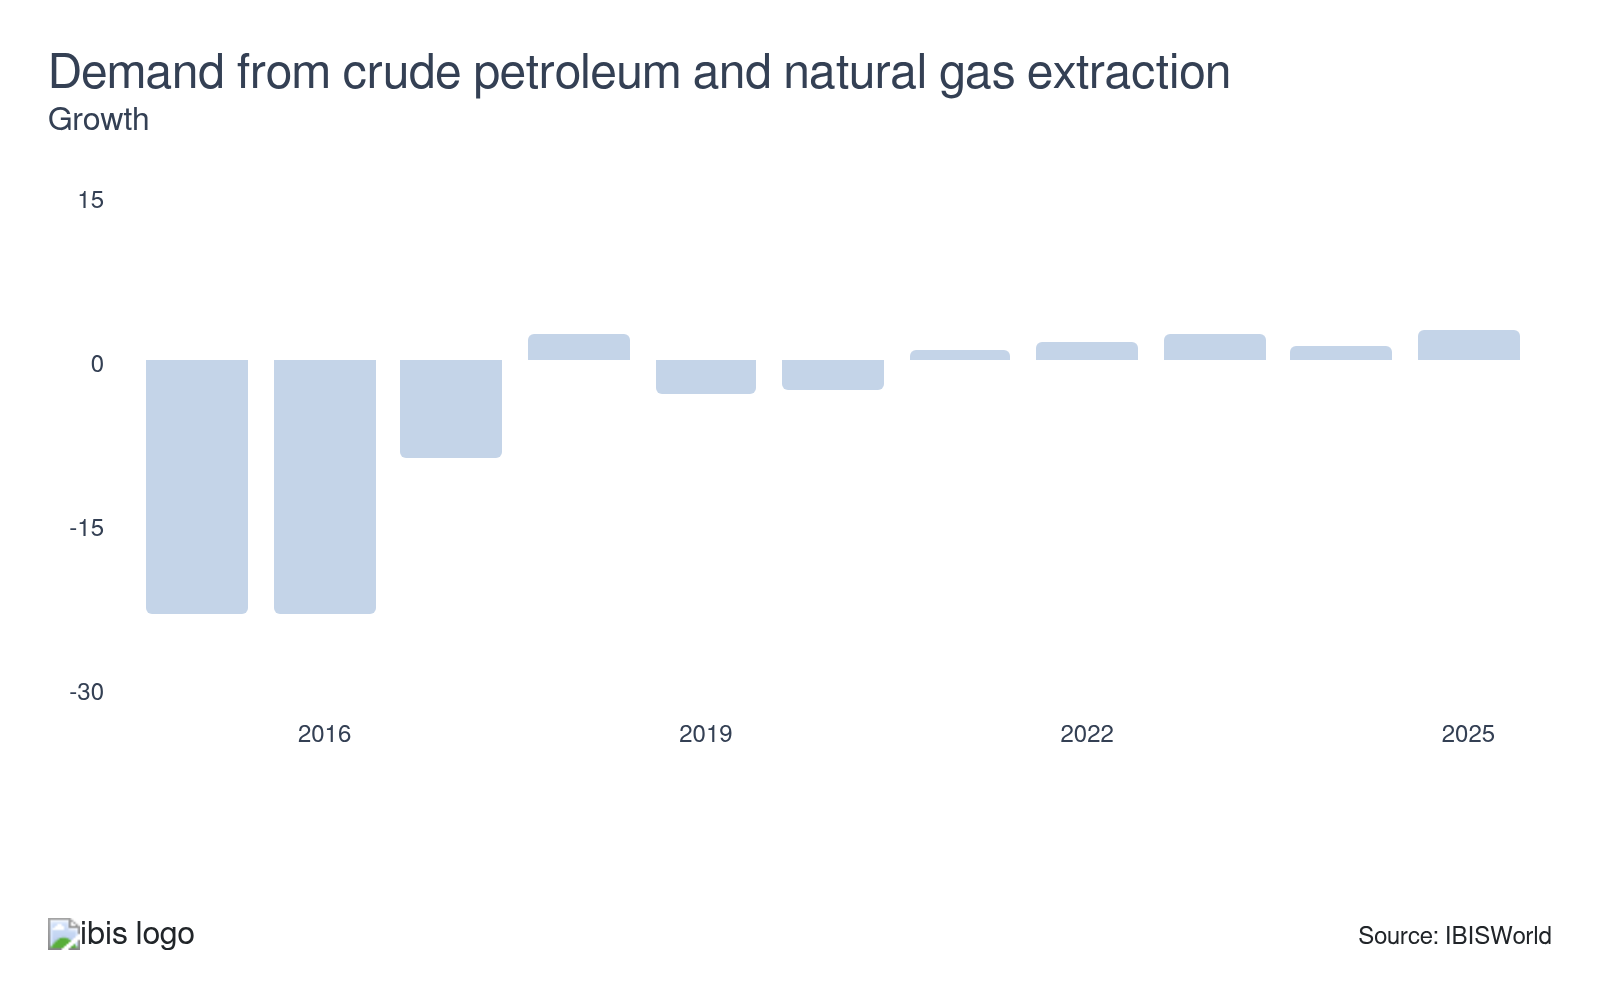 Demand from crude petroleum and natural gas extraction
Growth
15
0
-15
-30
2016 2019 2022 2025
ibis logo
Source: IBISWorld